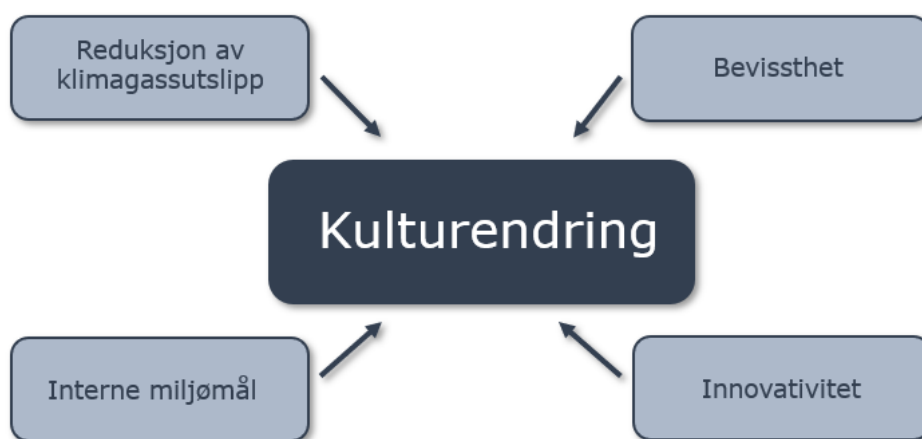 Reduksjon av
klimagassutslipp
Bevissthet
Kulturendring
Interne miljømål
Innovativitet